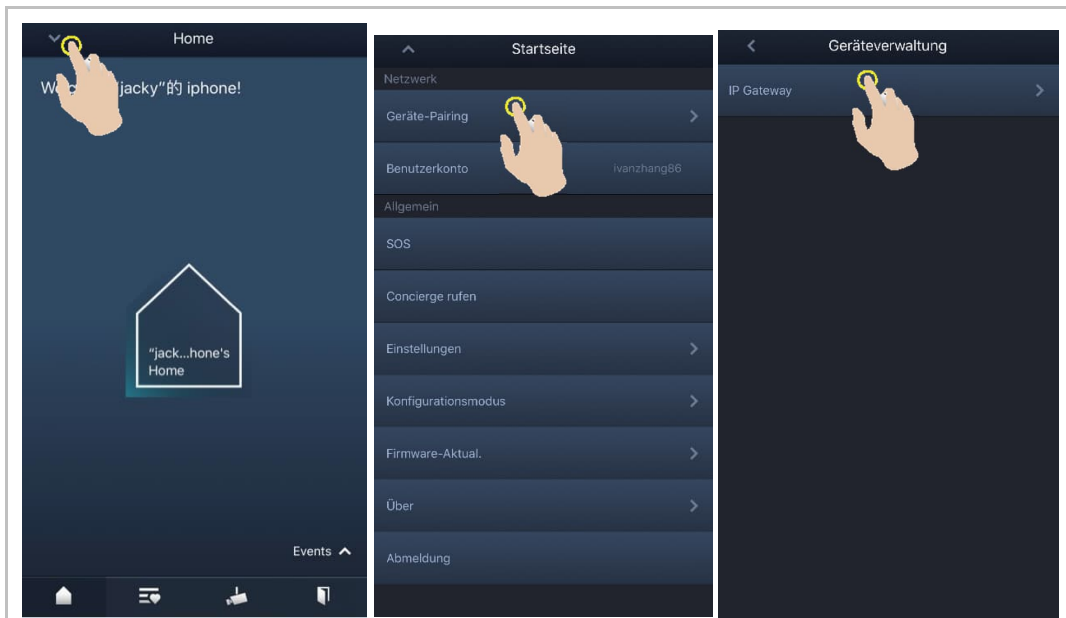 Home
jacky”的 iphone!
“jack...hone's
Home
Events
Startseite
Netzwerk
Geräte-Pairing
Benutzerkonto ivanzhang86
Allgemein
SOS
Concierge rufen
Einstellungen
Konfigurationsmodus
Firmware-Aktual.
Über
Abmeldung
Geräteverwaltung
IP Gateway